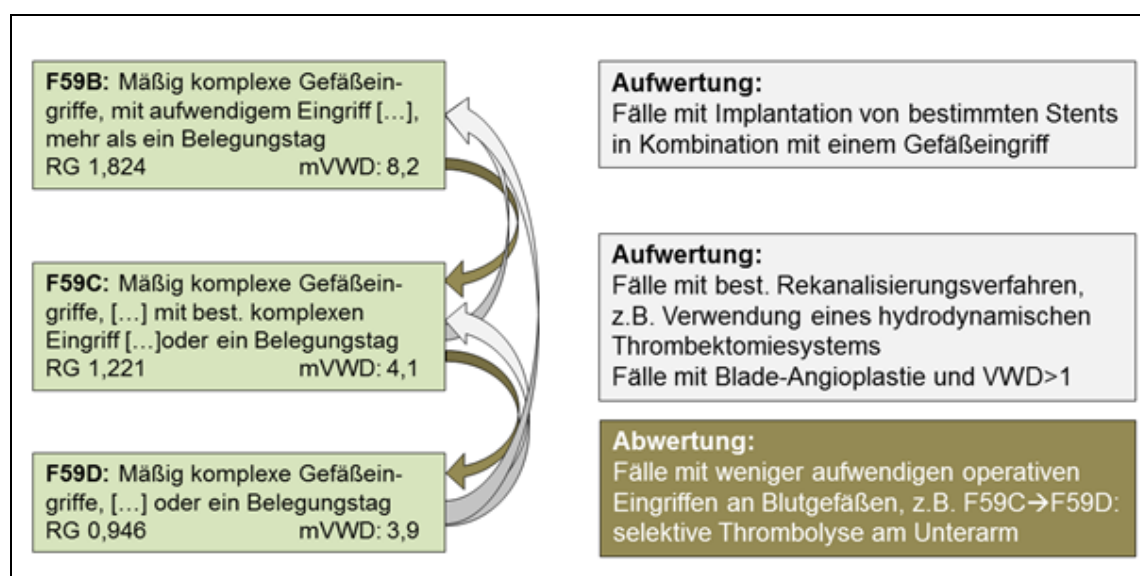 F59B: Mäßig komplexe Gefäßein-
griffe, mit aufwendigem Eingriff [...],
mehr als ein Belegungstag
RG 1,824 mVWD: 8,2
F59C: Mäßig komplexe Gefäßein-
griffe, [...] mit best. komplexen
Eingriff [...]oder ein Belegungstag
RG 1,221 mVWD: 4,1
F59D: Mäßig komplexe Gefäßein-
griffe, [...] oder ein Belegungstag
RG 0,946 mVWD: 3,9
Aufwertung:
Fälle mit Implantation von bestimmten Stents
in Kombination mit einem Gefäßeingriff
Aufwertung:
Fälle mit best. Rekanalisierungsverfahren,
z.B. Verwendung eines hydrodynamischen
Thrombektomiesystems
Fälle mit Blade-Angioplastie und VWD>1
Abwertung:
Fälle mit weniger aufwendigen operativen
Eingriffen an Blutgefäßen, z.B. F59C→F59D:
selektive Thrombolyse am Unterarm